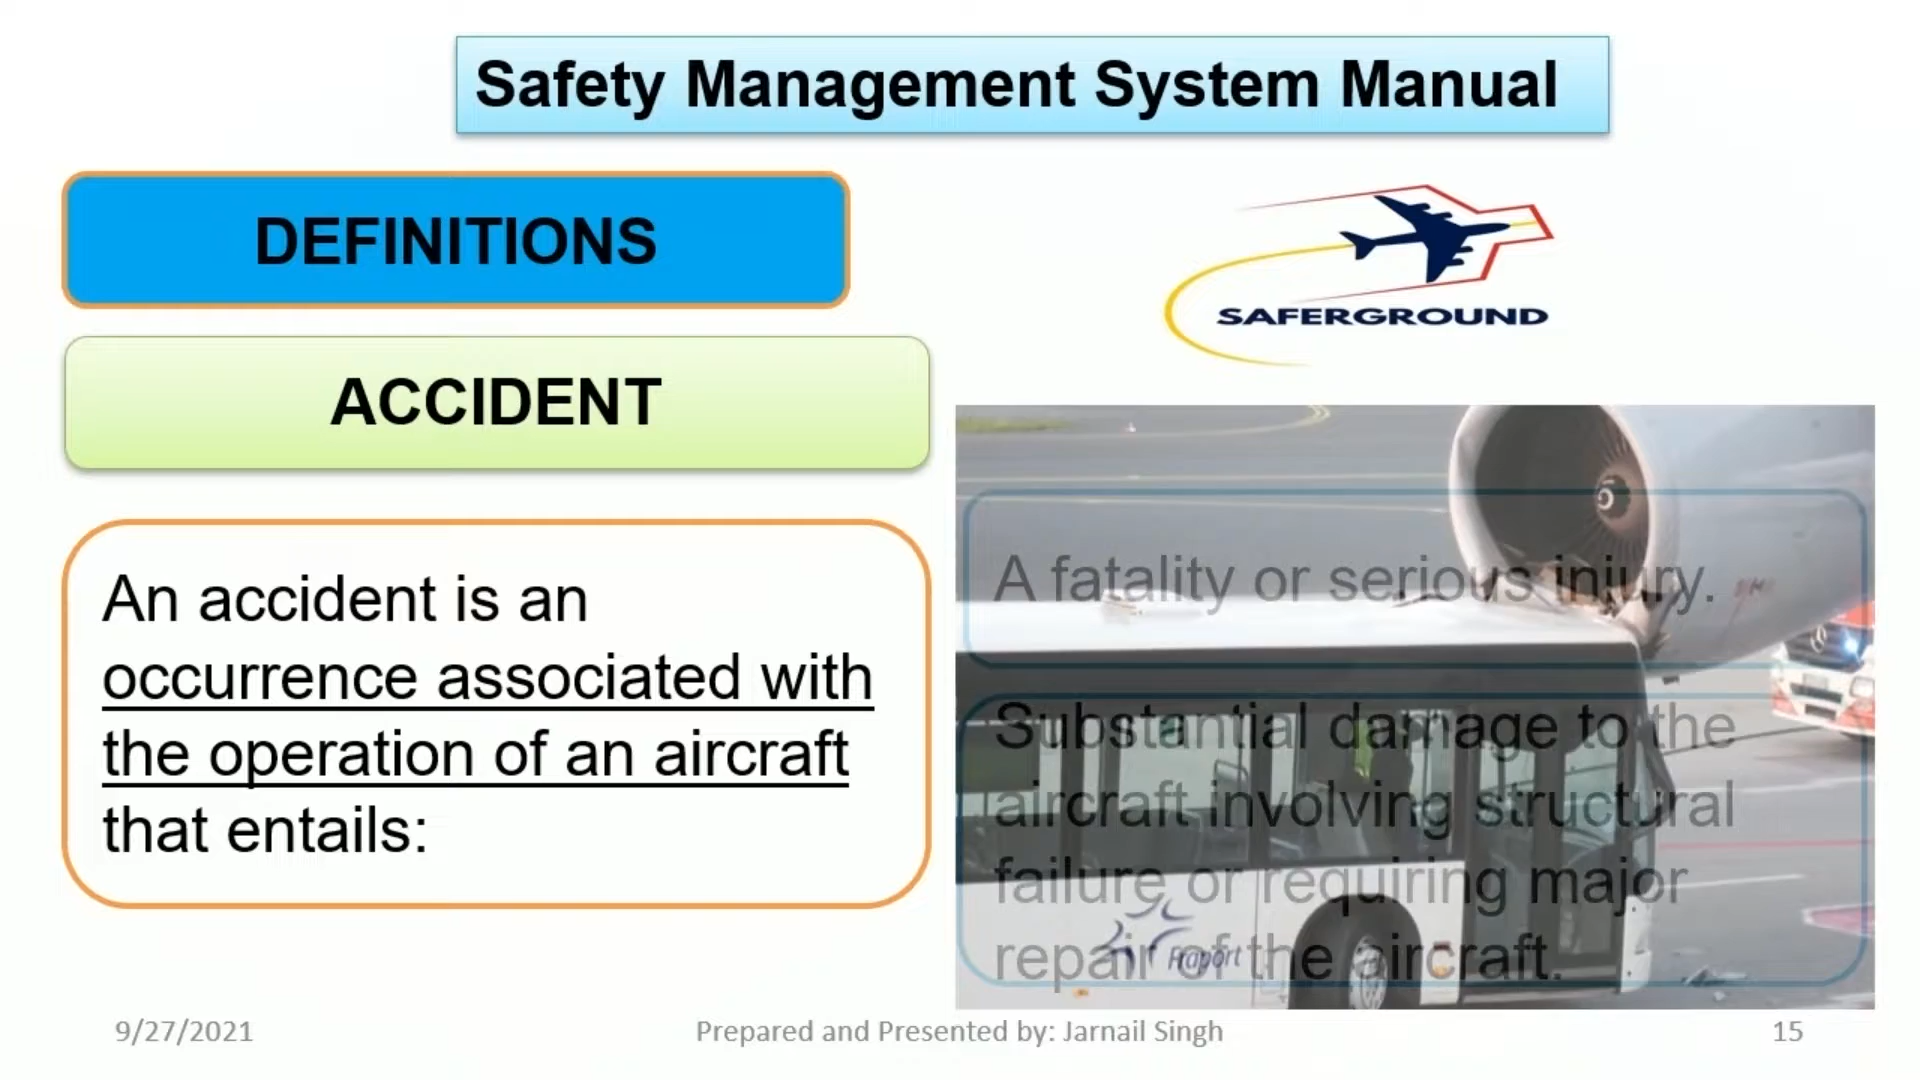 Safety Management System Manual
DEFINITIONS
SAFERGROUND
ACCIDENT
An accident is an
occurrence associated with
the operation of an aircraft
that entails:
A fatality or serious injury.
Substantial damage to the
aircraft involving structural
failure or requiring major
repair of the aircraft.
Fraport
9/27/2021
Prepared and Presented by: Jarnail Singh
15